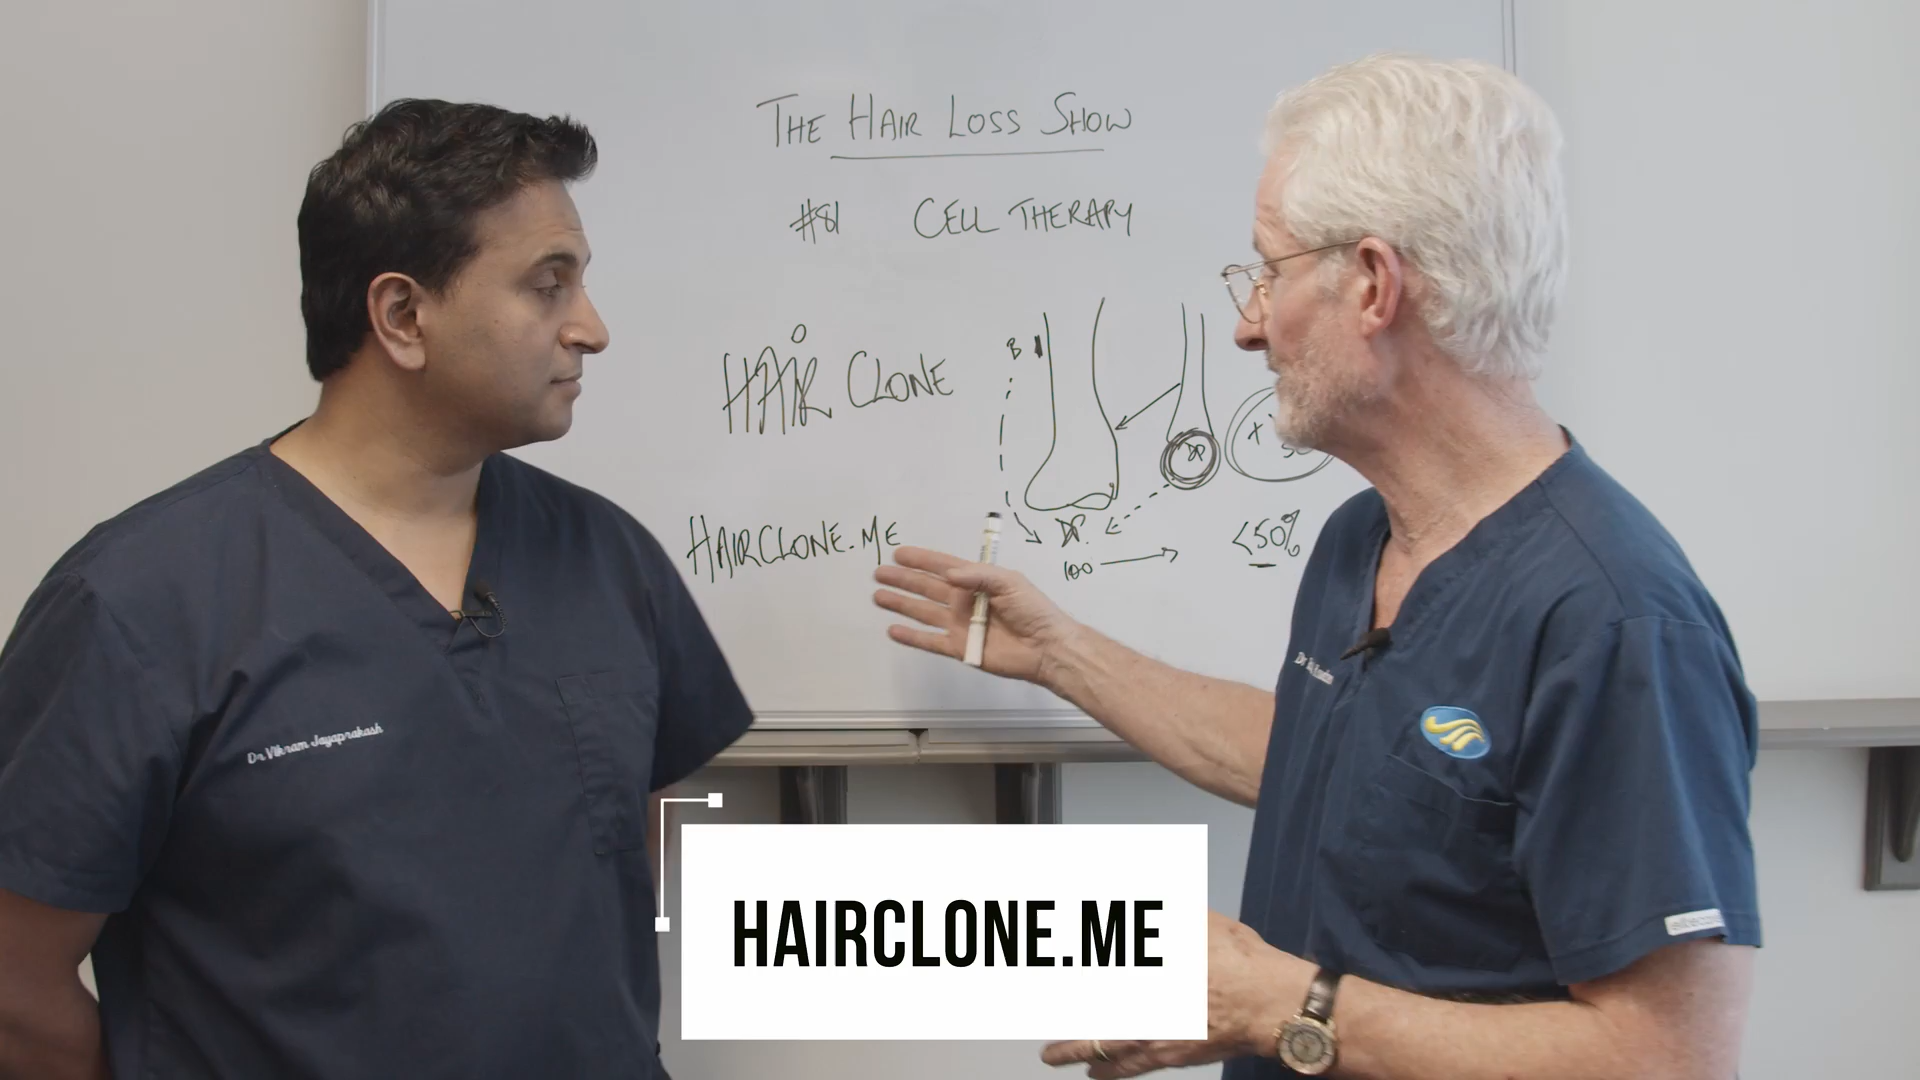 THE HAIR LOSS SHOW
#81 CELL THERAPY
HAIR CLONE
B
DP
X
HAIRCLONE.ME
DP
100
<50%
Dr Vikram Jayaprakash
Dr
HAIRCLONE.ME